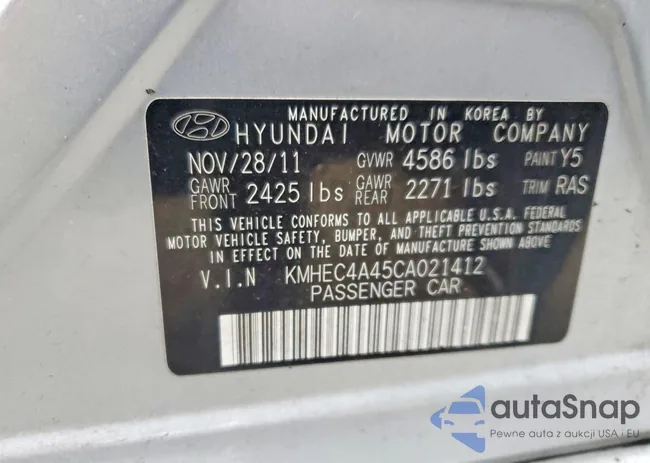 MANUFACTURED IN KOREA BY
HYUNDAI MOTOR COMPANY
NOV/28/11 GVWR 4586 lbs PAINT Y5
GAWR FRONT 2425 lbs GAWR REAR 2271 lbs TRIM RAS
THIS VEHICLE CONFORMS TO ALL APPLICABLE U.S.A. FEDERAL
MOTOR VEHICLE SAFETY, BUMPER, AND THEFT PREVENTION STANDARDS
IN EFFECT ON THE DATE OF MANUFACTURE SHOWN ABOVE
V.I.N KMHEC4A45CA021412
PASSENGER CAR
autoSnap
Pewne auta z aukcji USA i EU